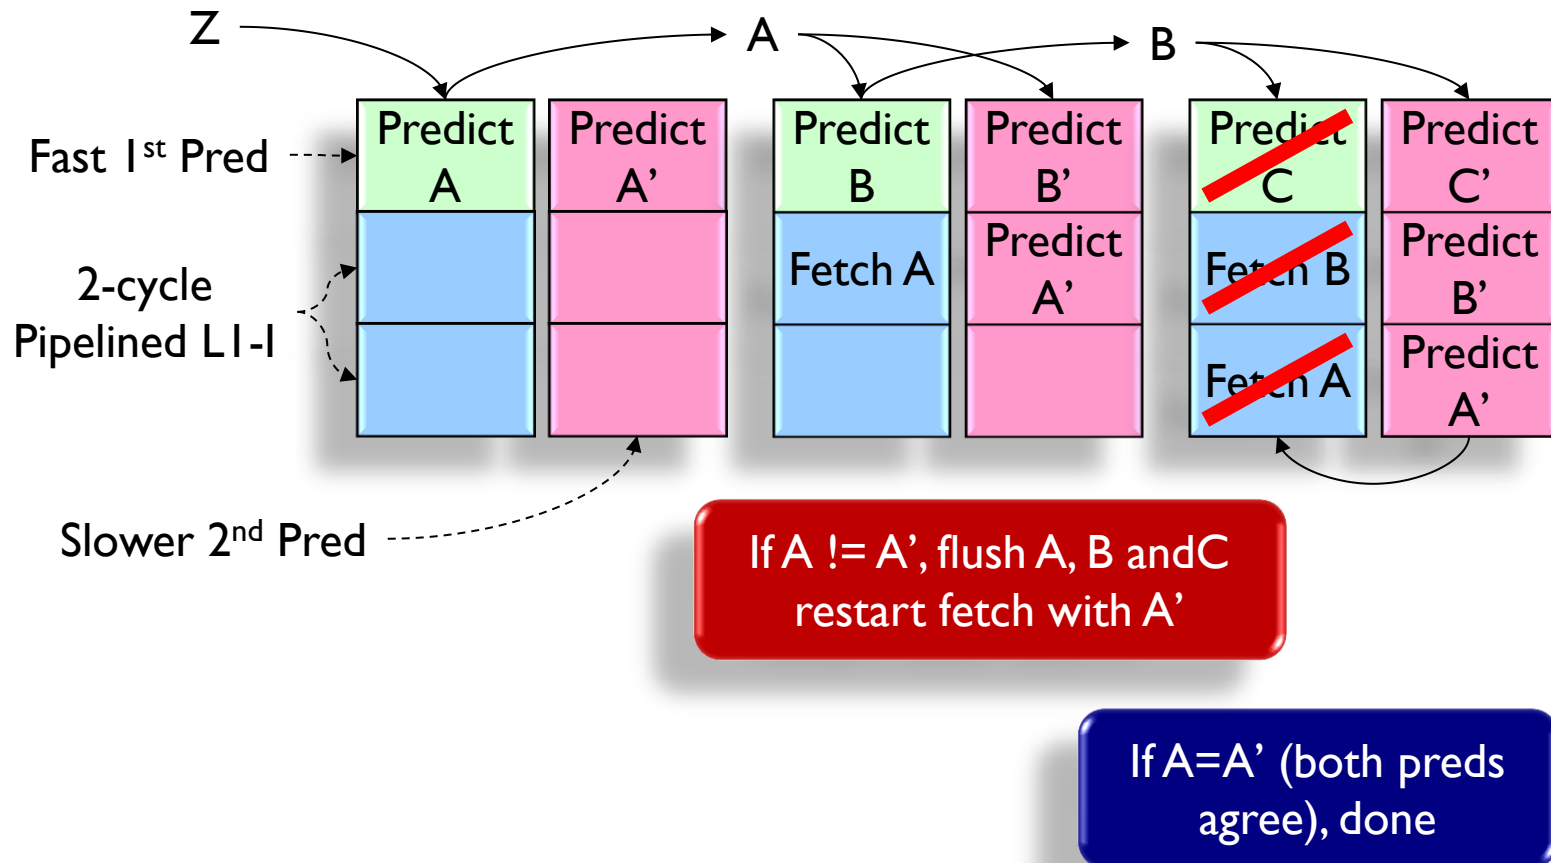 Z
A
B
Fast 1st Pred
Predict
A
Predict
A’
Predict
B
Predict
B’
Predict
C
Predict
C’
2-cycle
Pipelined L1-I
Fetch A
Predict
A’
Fetch B
Predict
B’
Fetch A
Predict
A’
Slower 2nd Pred
If A != A’, flush A, B andC
restart fetch with A’
If A=A’ (both preds
agree), done